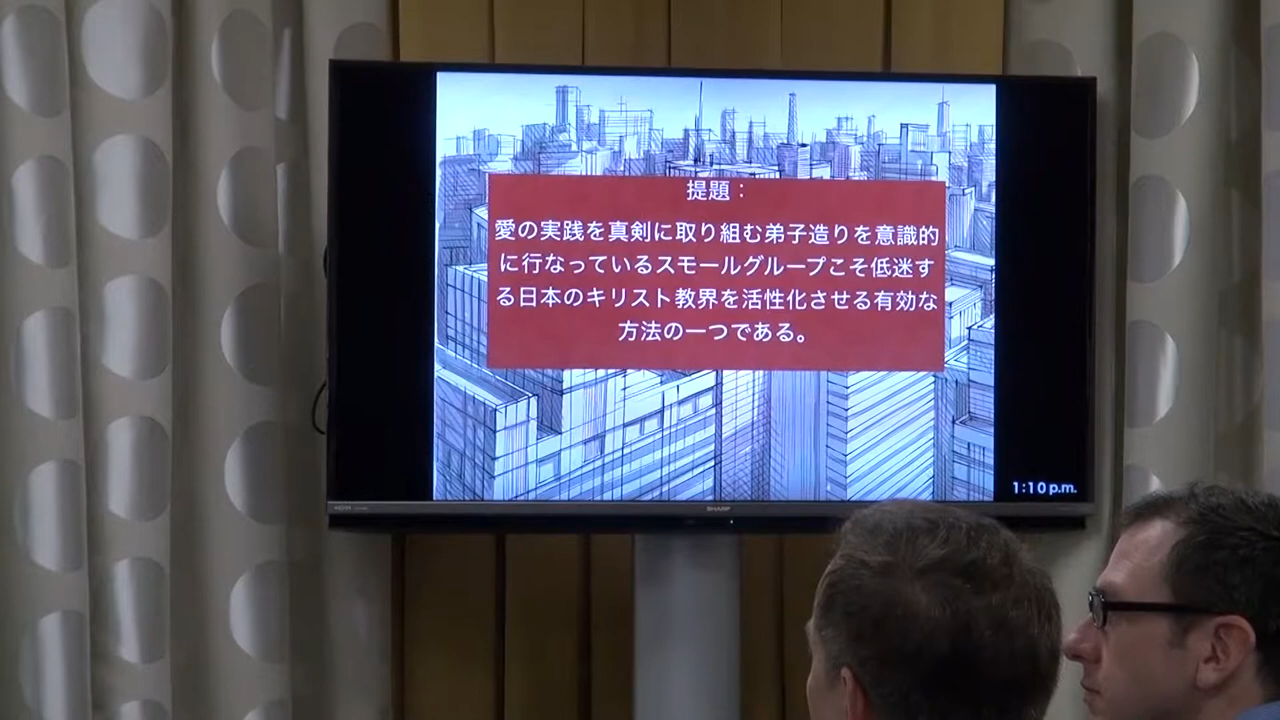 提題：
愛の実践を真剣に取り組む弟子造りを意識的
に行なっているスモールグループこそ低迷す
る日本のキリスト教界を活性化させる有効な
方法の一つである。
1:10 p.m.
SHARP